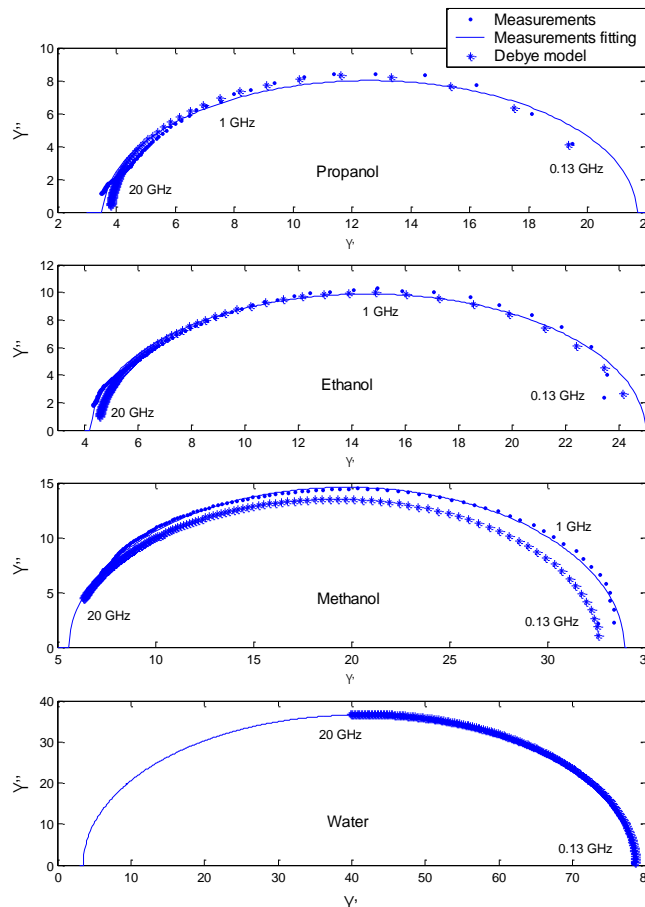 Measurements
Measurements fitting
Debye model
10
8
6
4
2
0
γ''
1 GHz
20 GHz
Propanol
0.13 GHz
2 4 6 8 10 12 14 16 18 20 2
γ'
12
10
8
6
4
2
0
γ''
1 GHz
Ethanol
20 GHz
0.13 GHz
4 6 8 10 12 14 16 18 20 22 24 2
γ'
15
10
5
0
γ''
1 GHz
Methanol
20 GHz
0.13 GHz
5 10 15 20 25 30 3
γ'
40
30
20
10
0
γ''
20 GHz
Water
0.13 GHz
0 10 20 30 40 50 60 70 8
γ'